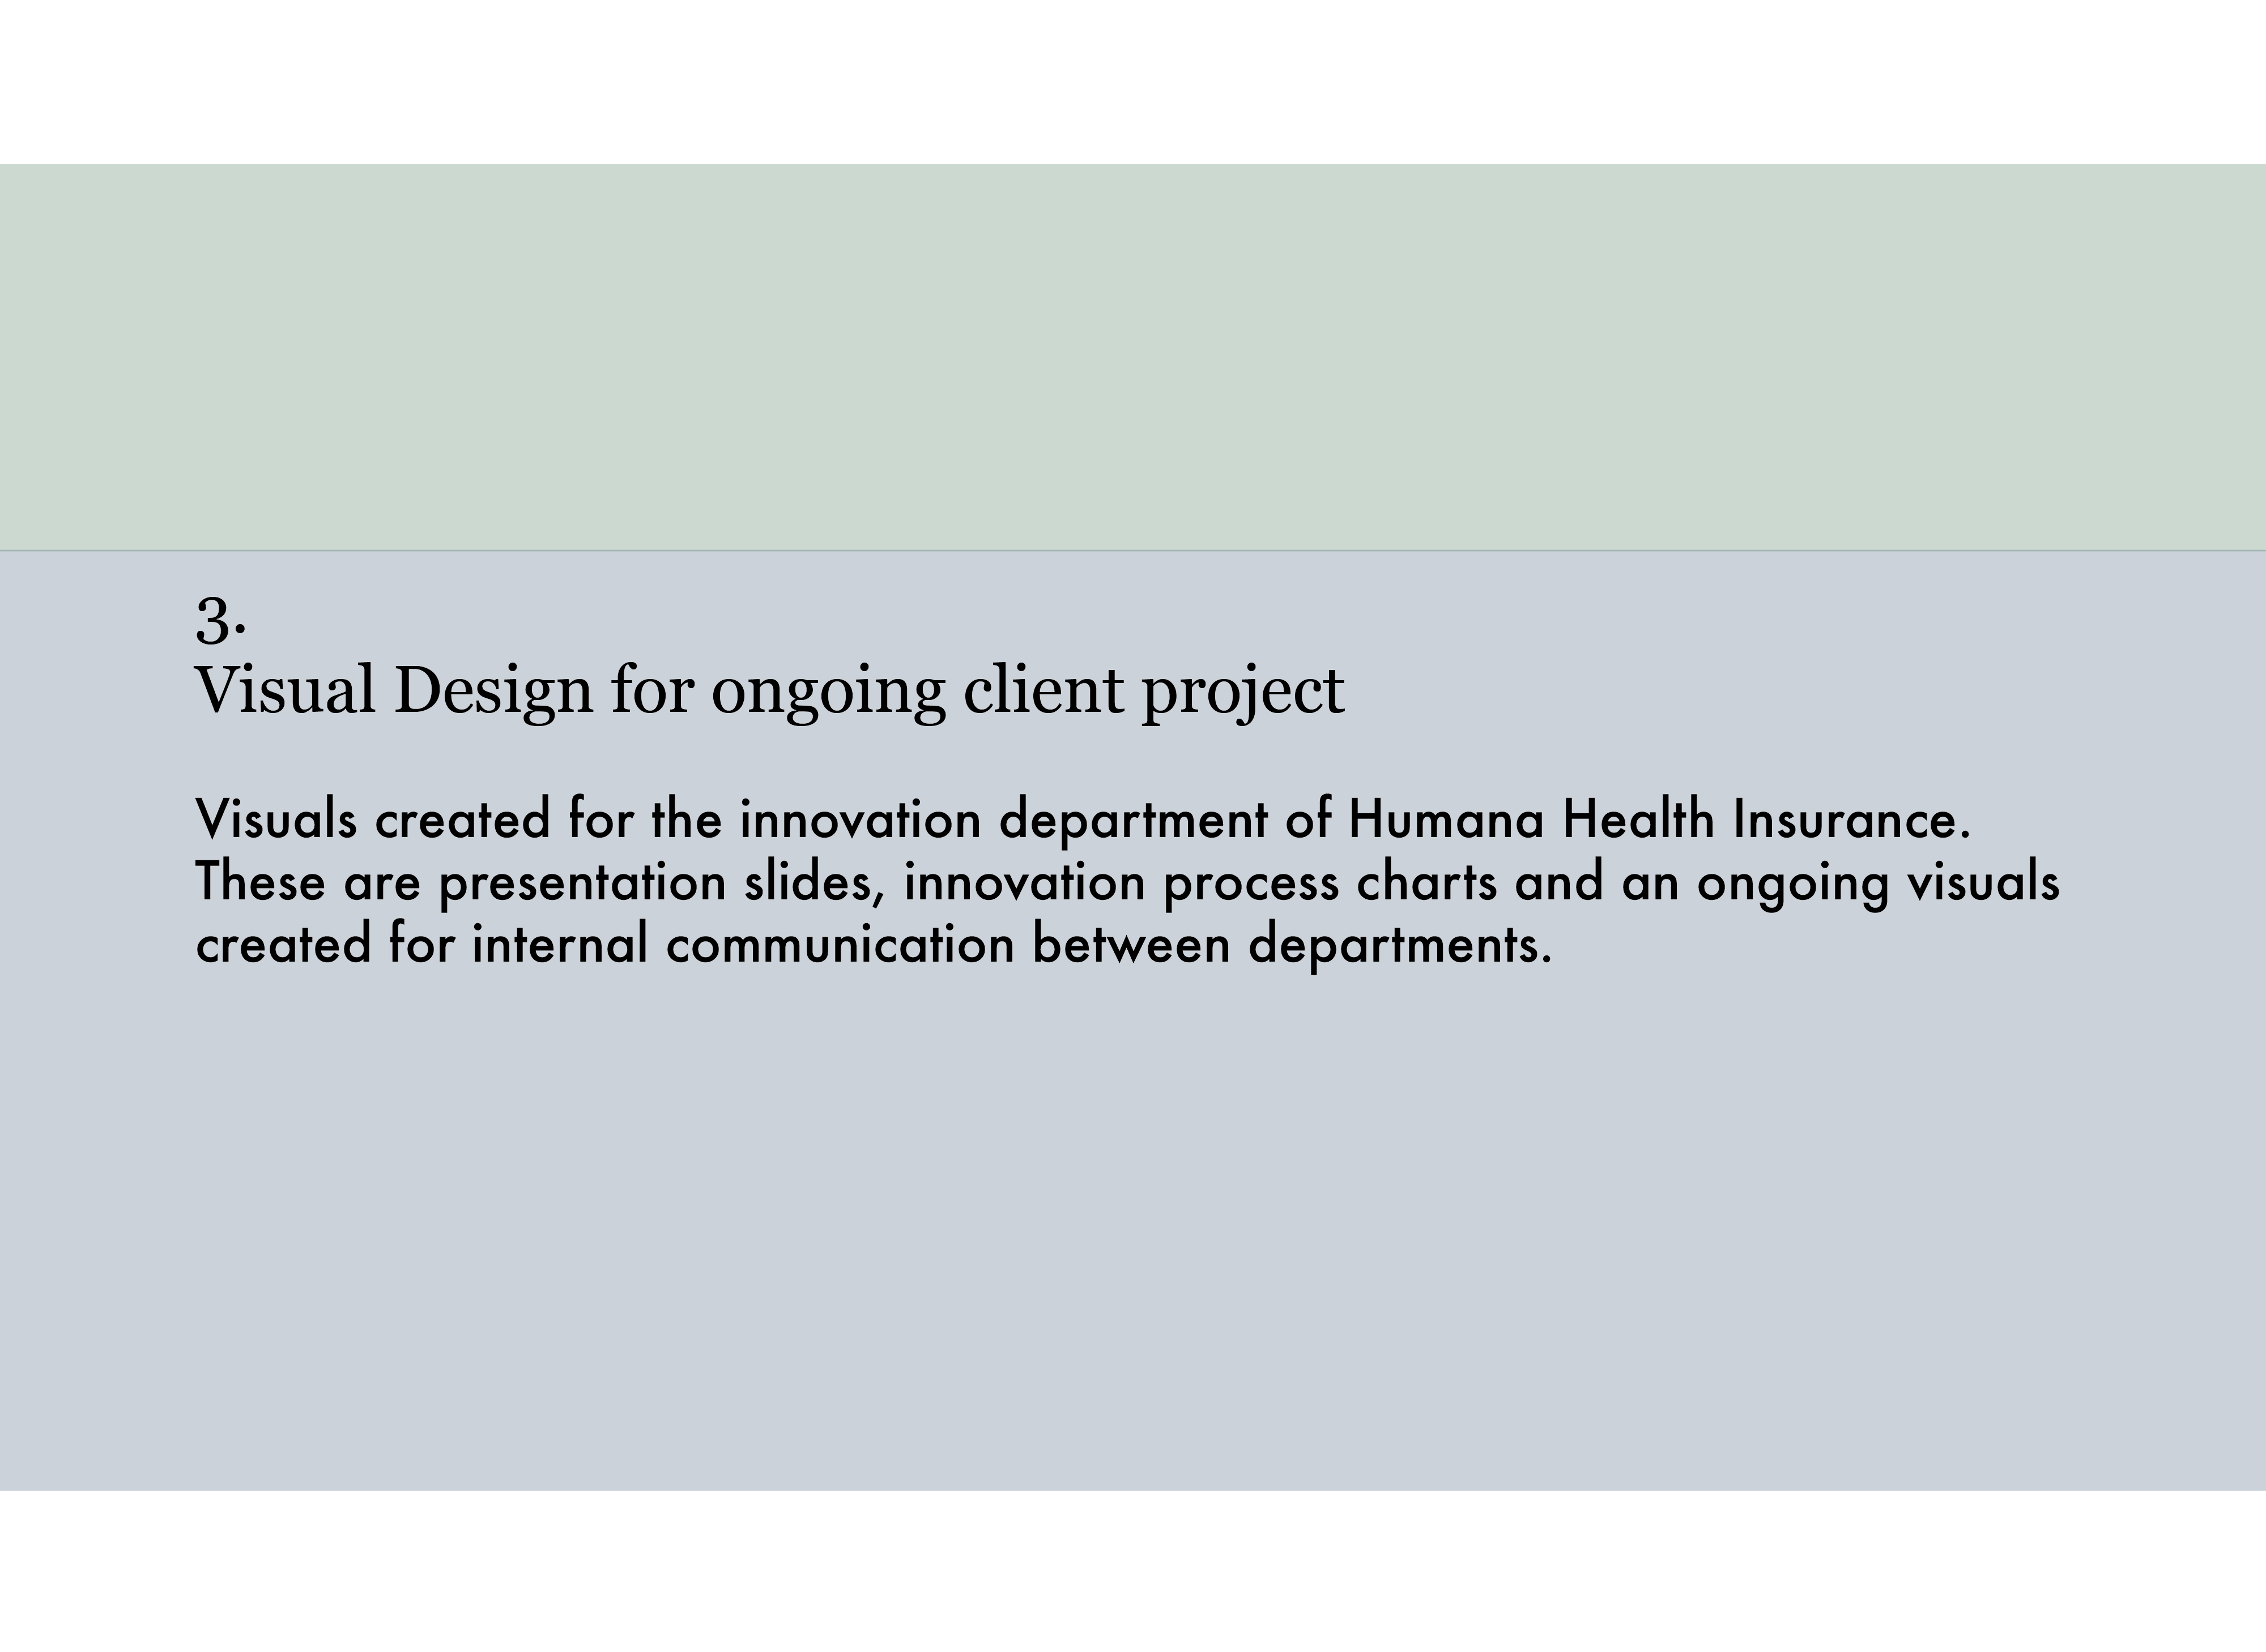 3.
Visual Design for ongoing client project
Visuals created for the innovation department of Humana Health Insurance.
These are presentation slides, innovation process charts and an ongoing visuals
created for internal communication between departments.